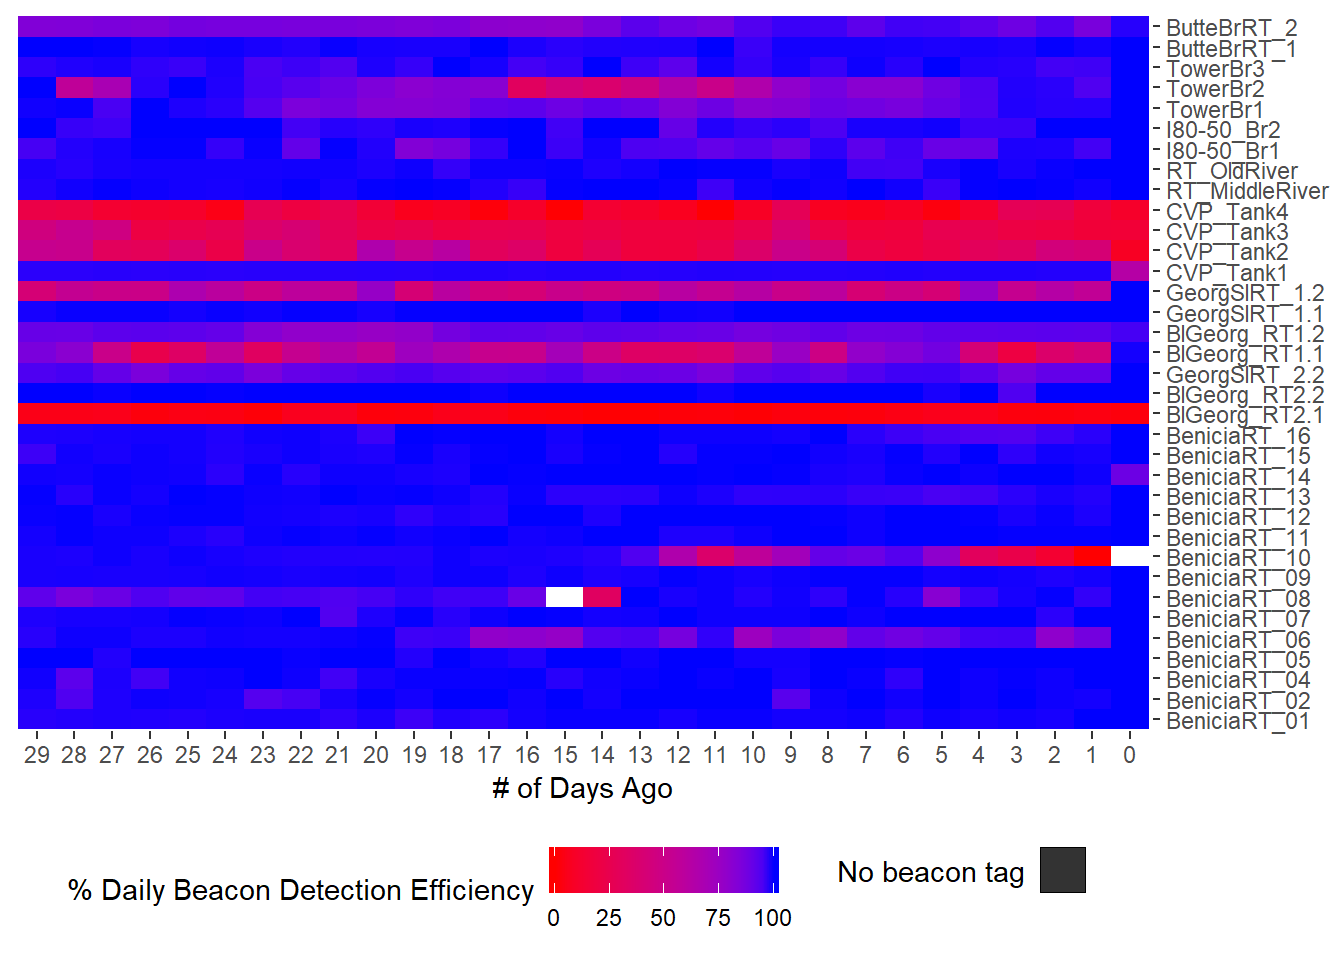 ButteBrRT_2
ButteBrRT_1
TowerBr3
TowerBr2
TowerBr1
I80-50_Br2
I80-50_Br1
RT_OldRiver
RT_MiddleRiver
CVP_Tank4
CVP_Tank3
CVP_Tank2
CVP_Tank1
GeorgSlRT_1.2
GeorgSlRT_1.1
BlGeorg_RT1.2
BlGeorg_RT1.1
GeorgSlRT_2.2
BlGeorg_RT2.2
BlGeorg_RT2.1
BeniciaRT_16
BeniciaRT_15
BeniciaRT_14
BeniciaRT_13
BeniciaRT_12
BeniciaRT_11
BeniciaRT_10
BeniciaRT_09
BeniciaRT_08
BeniciaRT_07
BeniciaRT_06
BeniciaRT_05
BeniciaRT_04
BeniciaRT_02
BeniciaRT_01
29 28 27 26 25 24 23 22 21 20 19 18 17 16 15 14 13 12 11 10 9 8 7 6 5 4 3 2 1 0
# of Days Ago
% Daily Beacon Detection Efficiency
0 25 50 75 100
No beacon tag